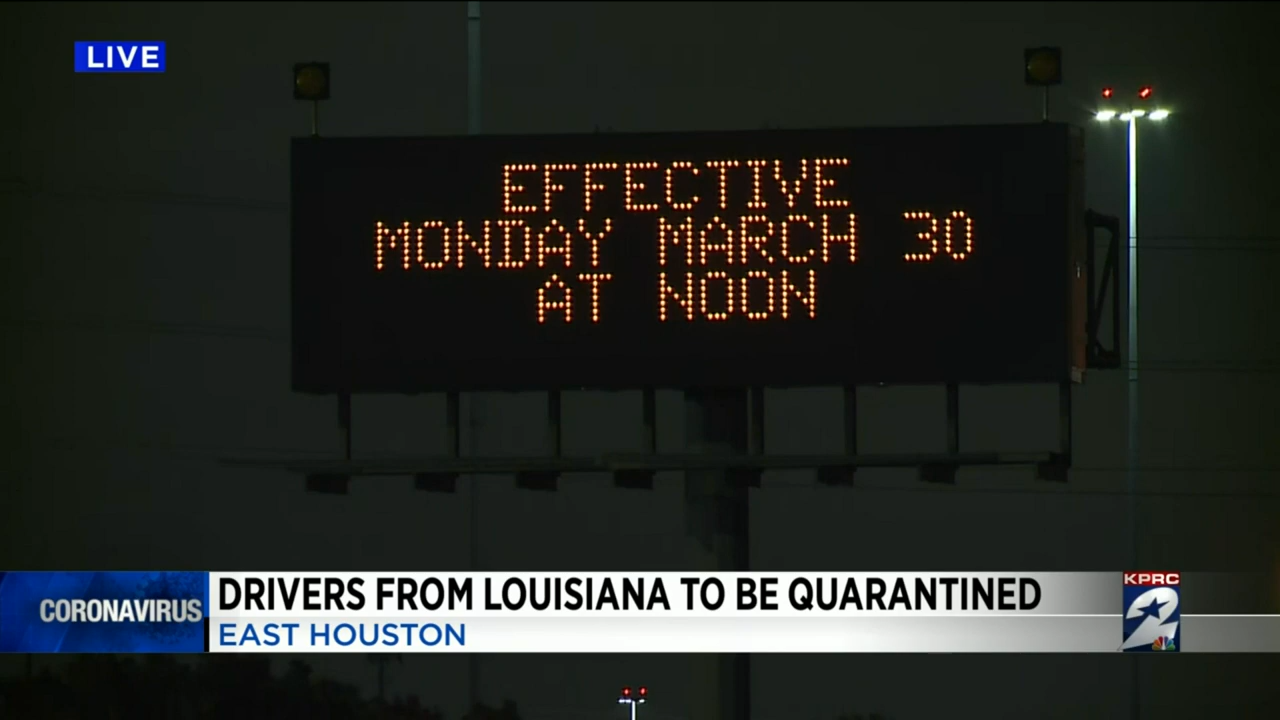 LIVE
EFFECTIVE
MONDAY MARCH 30
AT NOON
CORONAVIRUS
DRIVERS FROM LOUISIANA TO BE QUARANTINED
EAST HOUSTON
KPRC
2